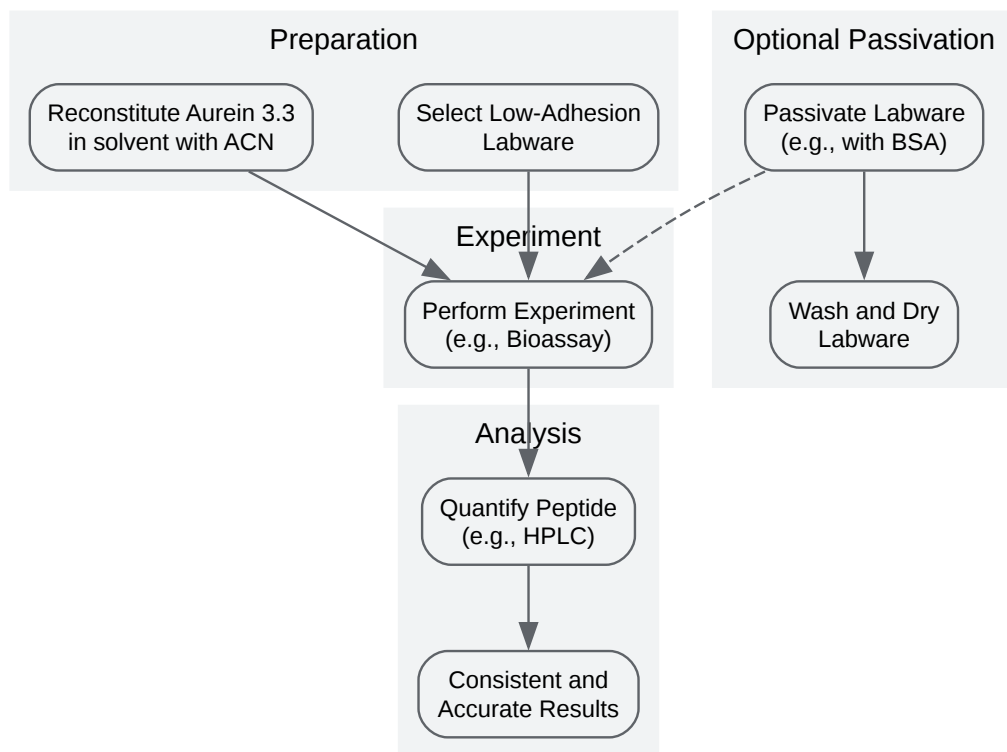 Preparation
Optional Passivation
Reconstitute Aurein 3.3
in solvent with ACN
Select Low-Adhesion
Labware
Passivate Labware
(e.g., with BSA)
Experiment
Perform Experiment
(e.g., Bioassay)
Wash and Dry
Labware
Analysis
Quantify Peptide
(e.g., HPLC)
Consistent and
Accurate Results